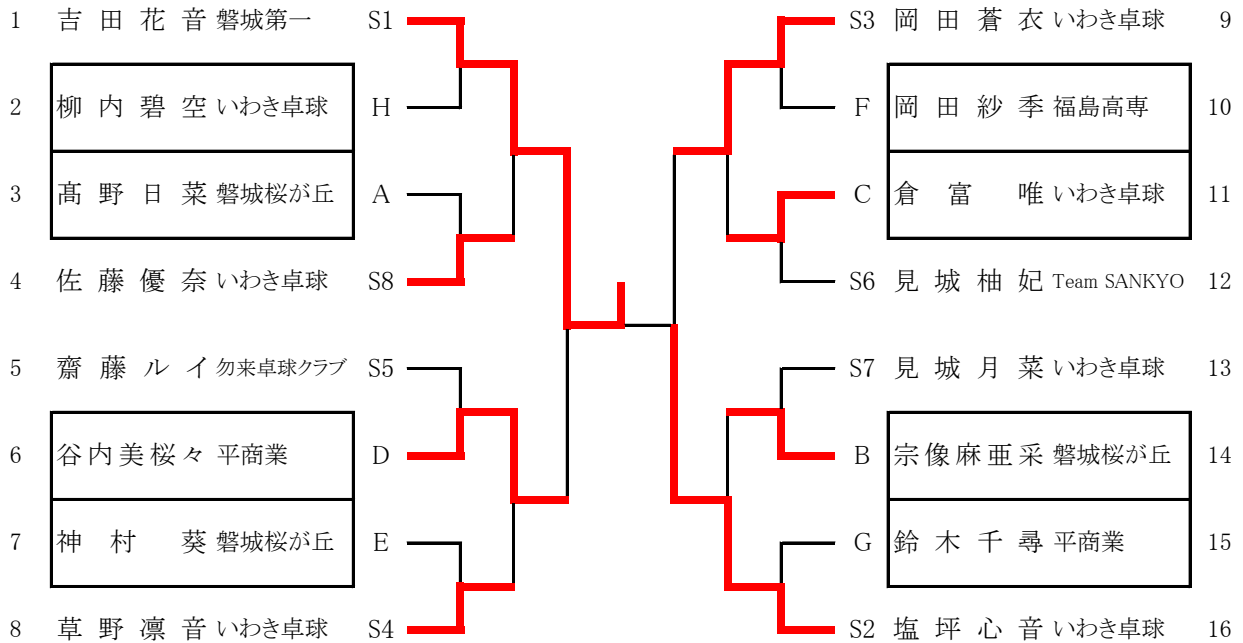 1 吉田花音 磐城第一 S1
2 柳内碧空 いわき卓球 H
3 髙野日菜 磐城桜が丘 A
4 佐藤優奈 いわき卓球 S8
5 齋藤ルイ 勿来卓球クラブ S5
6 谷内美桜々 平商業 D
7 神村葵 磐城桜が丘 E
8 草野凛音 いわき卓球 S4
S3 岡田蒼衣 いわき卓球 9
F 岡田紗季 福島高専 10
C 倉富唯 いわき卓球 11
S6 見城柚妃 Team SANKYO 12
S7 見城月菜 いわき卓球 13
B 宗像麻亜采 磐城桜が丘 14
G 鈴木千尋 平商業 15
S2 塩坪心音 いわき卓球 16